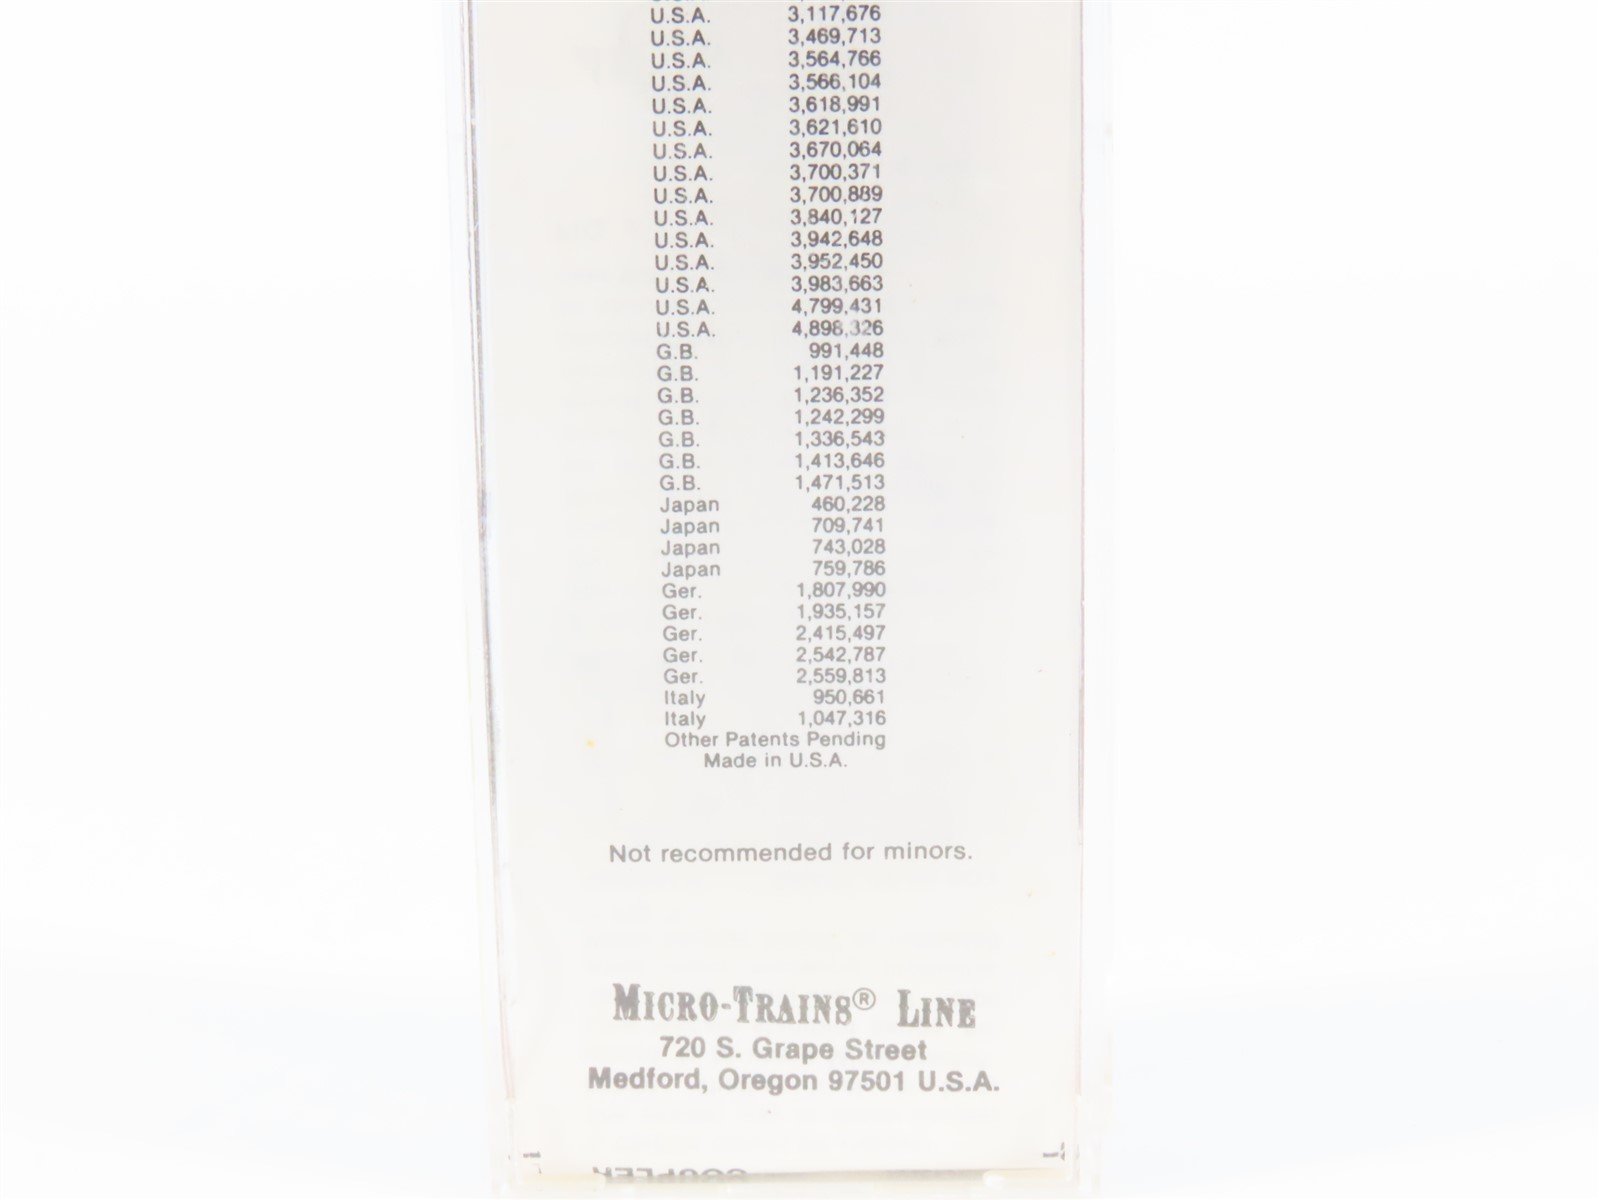 U.S.A. 3,117,676
U.S.A. 3,469,713
U.S.A. 3,564,766
U.S.A. 3,566,104
U.S.A. 3,618,991
U.S.A. 3,621,610
U.S.A. 3,670,064
U.S.A. 3,700,371
U.S.A. 3,700,889
U.S.A. 3,840,127
U.S.A. 3,942,648
U.S.A. 3,952,450
U.S.A. 3,983,663
U.S.A. 4,799,431
U.S.A. 4,898,326
G.B. 991,448
G.B. 1,191,227
G.B. 1,236,352
G.B. 1,242,299
G.B. 1,336,543
G.B. 1,413,646
G.B. 1,471,513
Japan 460,228
Japan 709,741
Japan 743,028
Japan 759,786
Ger. 1,807,990
Ger. 1,935,157
Ger. 2,415,497
Ger. 2,542,787
Ger. 2,559,813
Italy 950,661
Italy 1,047,316
Other Patents Pending
Made in U.S.A.
Not recommended for minors.
MICRO-TRAINS® LINE
720 S. Grape Street
Medford, Oregon 97501 U.S.A.